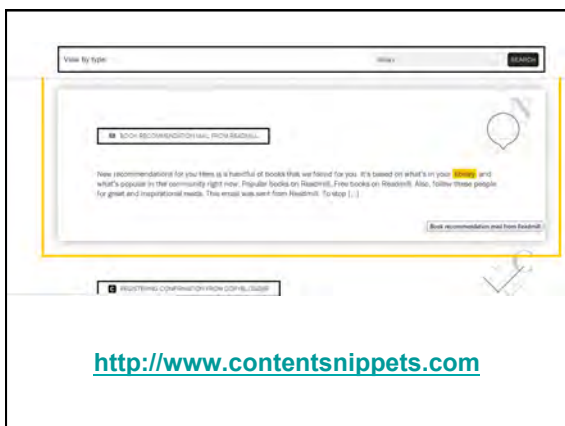 View By type:
library
SEARCH
BOOK RECOMMENDATION MAIL FROM READMILL
New recommendations for you Here is a handful of books that we found for you. It's based on what's in your library and
what's popular in the community right now: Popular books on Readmill, Free books on Readmill. Also, follow these people
for great and inspirational reads. This email was sent from Readmill. To stop [...]
Book recommendation mail from Readmill
REGISTERING CONFIRMATION FROM COPYBLOGGER
http://www.contentsnippets.com